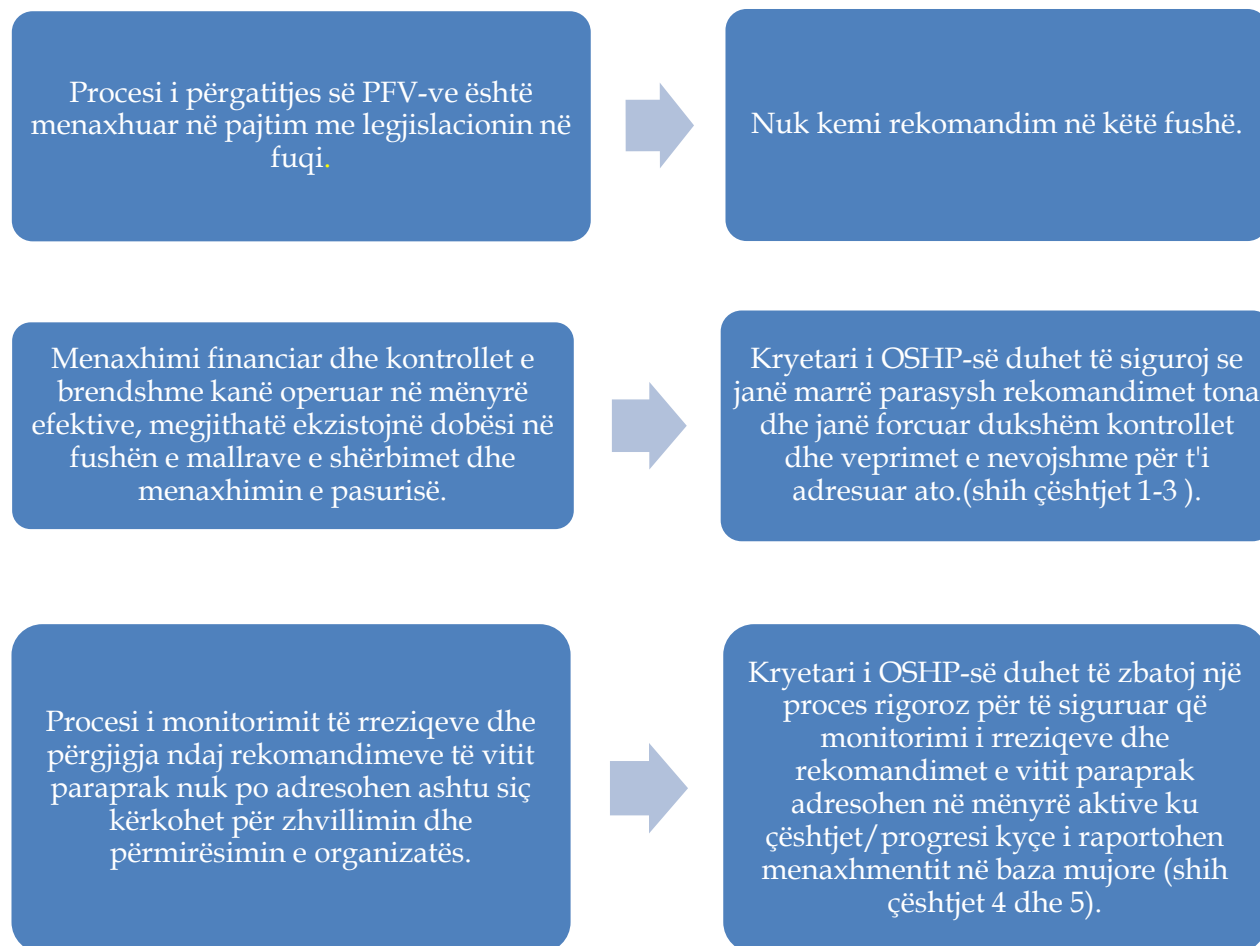 Procesi i përgatitjes së PFV-ve është
menaxhuar në pajtim me legjislacionin në
fuqi.
Nuk kemi rekomandim në këtë fushë.
Menaxhimi financiar dhe kontrollet e
brendshme kanë operuar në mënyrë
efektive, megjithatë ekzistojnë dobësi në
fushën e mallrave e shërbimet dhe
menaxhimin e pasurisë.
Kryetari i OSHP-së duhet të siguroj se
janë marrë parasysh rekomandimet tona
dhe janë forcuar dukshëm kontrollet
dhe veprimet e nevojshme për t'i
adresuar ato.(shih çështjet 1-3 ).
Procesi i monitorimit të rreziqeve dhe
përgjigja ndaj rekomandimeve të vitit
paraprak nuk po adresohen ashtu siç
kërkohet për zhvillimin dhe
përmirësimin e organizatës.
Kryetari i OSHP-së duhet të zbatoj një
proces rigoroz për të siguruar që
monitorimi i rreziqeve dhe
rekomandimet e vitit paraprak
adresohen në mënyrë aktive ku
çështjet/progresi kyçe i raportohen
menaxhmentit në baza mujore (shih
çështjet 4 dhe 5).